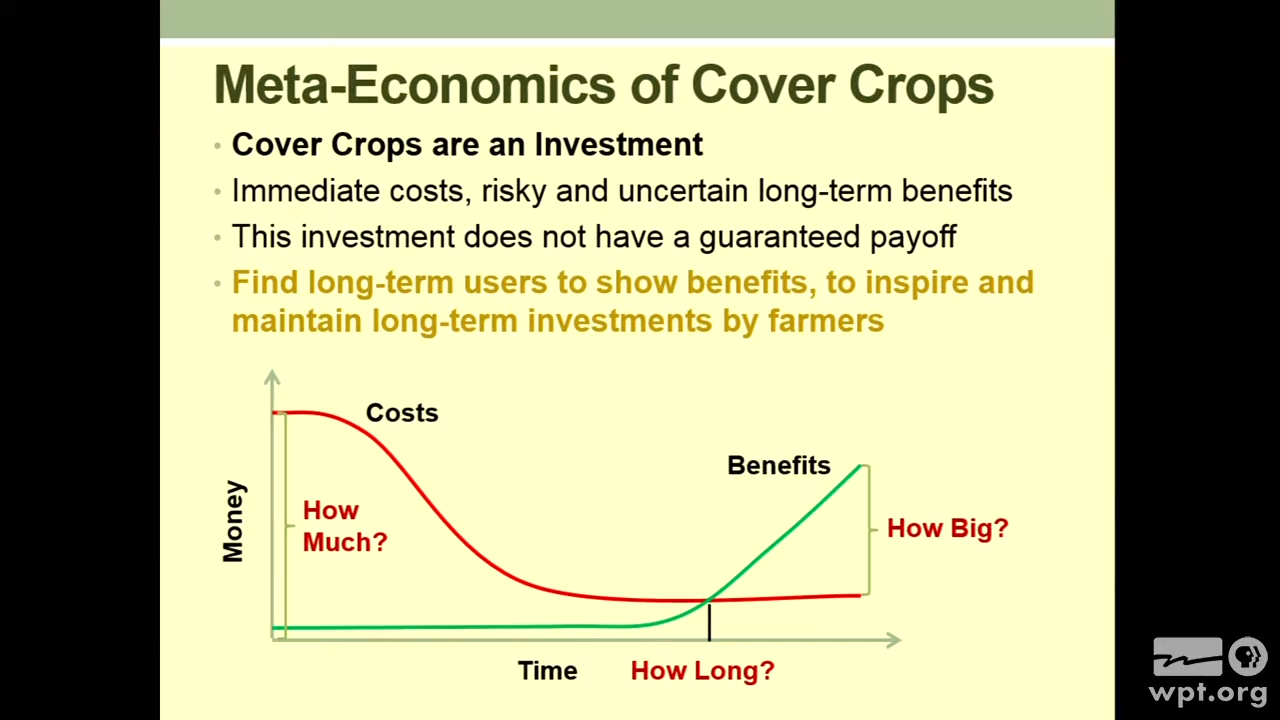 Meta-Economics of Cover Crops
Cover Crops are an Investment
Immediate costs, risky and uncertain long-term benefits
This investment does not have a guaranteed payoff
Find long-term users to show benefits, to inspire and
maintain long-term investments by farmers
Costs
Benefits
How
Much?
Money
How Big?
Time
How Long?
PBS
wpt.org